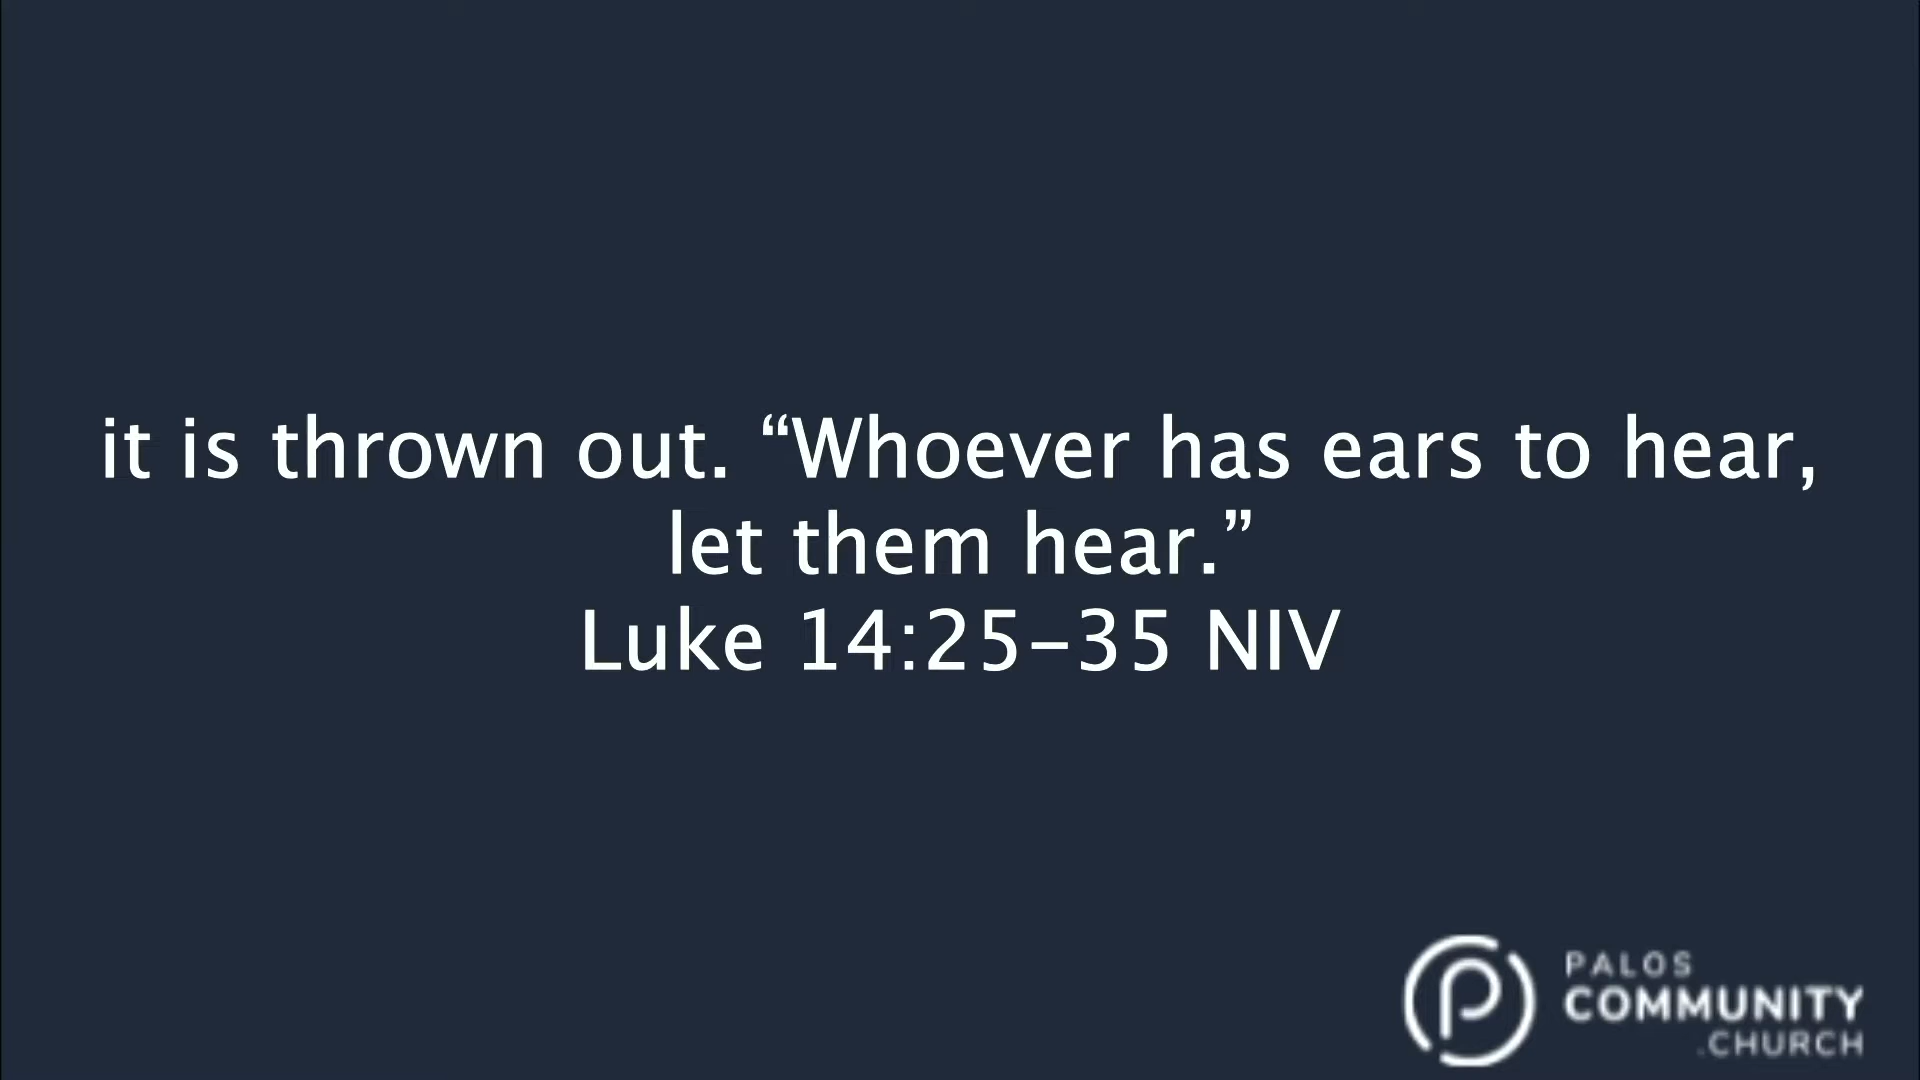 it is thrown out. “Whoever has ears to hear,
let them hear.”
Luke 14:25–35 NIV
PALOS
COMMUNITY
.CHURCH